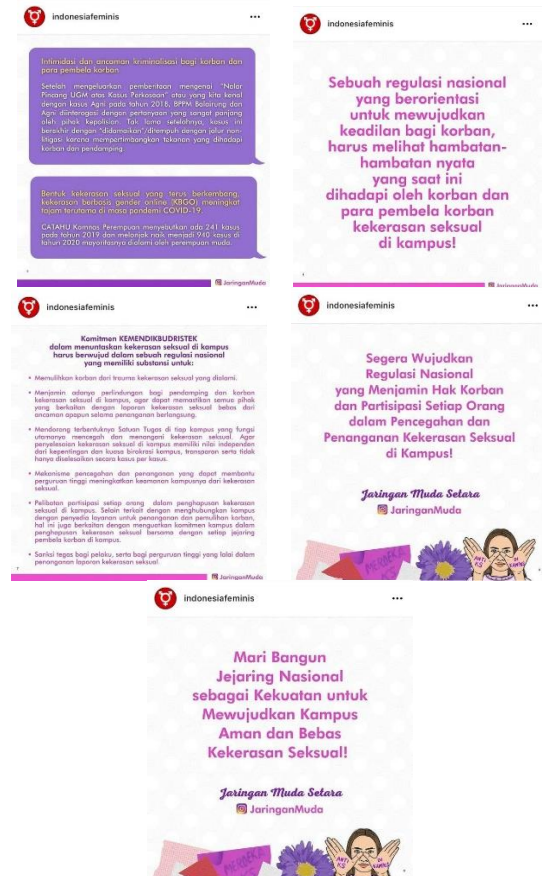 indonesiafeminis
Intimidasi dan ancaman kriminalisasi bagi korban dan
para pembela korban
Setelah mengeluarkan pemberitaan mengenai "Nalar
Pincang UGM atas Kasus Perkosaan" atau yang kita kenal
dengan kasus Agni pada tahun 2018, BPPM Balairung dan
Agni diinterogasi dengan pertanyaan yang sangat panjang
oleh pihak kepolisian. Tak lama setelahnya, kasus ini
berakhir dengan "didamaikan"/ditempuh dengan jalur non-
litigasi karena mempertimbangkan tekanan yang dihadapi
korban dan pendamping.
Bentuk kekerasan seksual yang terus berkembang,
kekerasan berbasis gender online (KBGO) meningkat
tajam terutama di masa pandemi COVID-19
CATAHU Komnas Perempuan menyebutkan ada 241 kasus
pada tahun 2019 dan melonjak naik menjadi 940 kasus di
tahun 2020 mayoritasnya dialami oleh perempuan muda.
JaringanMuda
indonesiafeminis
Sebuah regulasi nasional
yang berorientasi
untuk mewujudkan
keadilan bagi korban,
harus melihat hambatan-
hambatan nyata
yang saat ini
dihadapi oleh korban dan
para pembela korban
kekerasan seksual
di kampus!
JaringanMuda
indonesiafeminis
Komitmen KEMENDIKBUDRISTEK
dalam menuntaskan kekerasan seksual di kampus
harus berwujud dalam sebuah regulasi nasional
yang memiliki substansi untuk:
• Memulihkan korban dari trauma kekerasan seksual yang dialami.
• Menjamin adanya perlindungan bagi pendamping dan korban
kekerasan seksual di kampus, agar dapat memastikan semua pihak
yang berkaitan dengan laporan kekerasan seksual bebas dari
ancaman apapun selama penanganan berlangsung.
• Mendorong terbentuknya Satuan Tugas di tiap kampus yang fungsi
utamanya mencegah dan menangani kekerasan seksual. Agar
penyelesaian kekerasan seksual di kampus memiliki nilai independen
dari kepentingan dan kuasa birokrasi kampus, transparan serta tidak
hanya diselesaikan secara kasus per kasus.
• Mekanisme pencegahan dan penanganan yang dapat membantu
perguruan tinggi meningkatkan keamanan kampusnya dari kekerasan
seksual.
• Pelibatan partisipasi setiap orang dalam penghapusan kekerasan
seksual di kampus. Selain terkait dengan menghubungkan kampus
dengan penyedia layanan untuk penanganan dan pemulihan korban,
hal ini juga berkaitan dengan menguatkan komitmen kampus dalam
penghapusan kekerasan seksual bersama dengan setiap jejaring
pembela korban di kampus.
• Sanksi tegas bagi pelaku, serta bagi perguruan tinggi yang lalai dalam
penanganan laporan kekerasan seksual.
JaringanMuda
indonesiafeminis
Segera Wujudkan
Regulasi Nasional
yang Menjamin Hak Korban
dan Partisipasi Setiap Orang
dalam Pencegahan dan
Penanganan Kekerasan Seksual
di Kampus!
Jaringan Muda Setara
JaringanMuda
MERDEKA
ANTI
KS
DI
KAMPUS
indonesiafeminis
Mari Bangun
Jejaring Nasional
sebagai Kekuatan untuk
Mewujudkan Kampus
Aman dan Bebas
Kekerasan Seksual!
Jaringan Muda Setara
JaringanMuda
MERDEKA
ANTI
KS
DI
KAMPUS